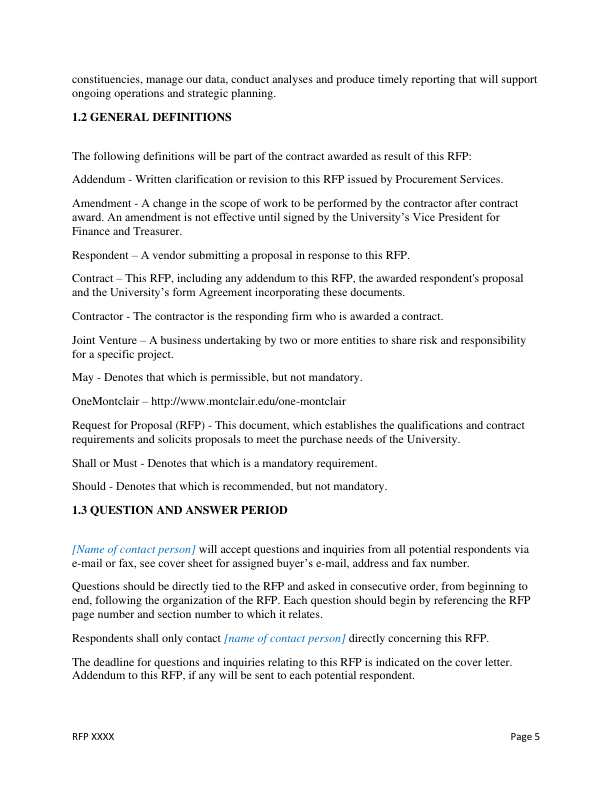 constituencies, manage our data, conduct analyses and produce timely reporting that will support
ongoing operations and strategic planning.
1.2 GENERAL DEFINITIONS
The following definitions will be part of the contract awarded as result of this RFP:
Addendum - Written clarification or revision to this RFP issued by Procurement Services.
Amendment - A change in the scope of work to be performed by the contractor after contract
award. An amendment is not effective until signed by the University’s Vice President for
Finance and Treasurer.
Respondent – A vendor submitting a proposal in response to this RFP.
Contract – This RFP, including any addendum to this RFP, the awarded respondent's proposal
and the University’s form Agreement incorporating these documents.
Contractor - The contractor is the responding firm who is awarded a contract.
Joint Venture – A business undertaking by two or more entities to share risk and responsibility
for a specific project.
May - Denotes that which is permissible, but not mandatory.
OneMontclair – http://www.montclair.edu/one-montclair
Request for Proposal (RFP) - This document, which establishes the qualifications and contract
requirements and solicits proposals to meet the purchase needs of the University.
Shall or Must - Denotes that which is a mandatory requirement.
Should - Denotes that which is recommended, but not mandatory.
1.3 QUESTION AND ANSWER PERIOD
[Name of contact person] will accept questions and inquiries from all potential respondents via
e-mail or fax, see cover sheet for assigned buyer’s e-mail, address and fax number.
Questions should be directly tied to the RFP and asked in consecutive order, from beginning to
end, following the organization of the RFP. Each question should begin by referencing the RFP
page number and section number to which it relates.
Respondents shall only contact [name of contact person] directly concerning this RFP.
The deadline for questions and inquiries relating to this RFP is indicated on the cover letter.
Addendum to this RFP, if any will be sent to each potential respondent.
RFP XXXX Page 5